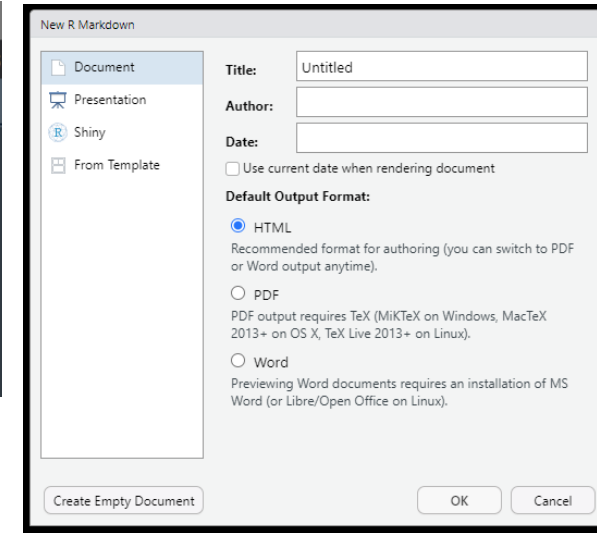 New R Markdown
Document
Presentation
R Shiny
From Template
Title: Untitled
Author:
Date:
Use current date when rendering document
Default Output Format:
HTML
Recommended format for authoring (you can switch to PDF
or Word output anytime).
PDF
PDF output requires TeX (MiKTeX on Windows, MacTeX
2013+ on OS X, TeX Live 2013+ on Linux).
Word
Previewing Word documents requires an installation of MS
Word (or Libre/Open Office on Linux).
Create Empty Document OK Cancel